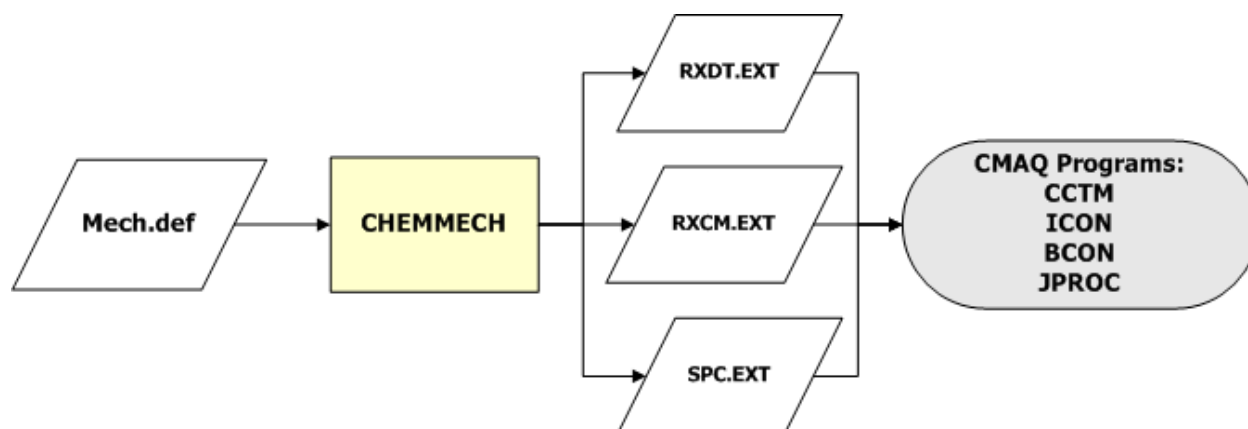 Mech.def
CHEMMECH
RXDT.EXT
RXCM.EXT
SPC.EXT
CMAQ Programs:
CCTM
ICON
BCON
JPROC